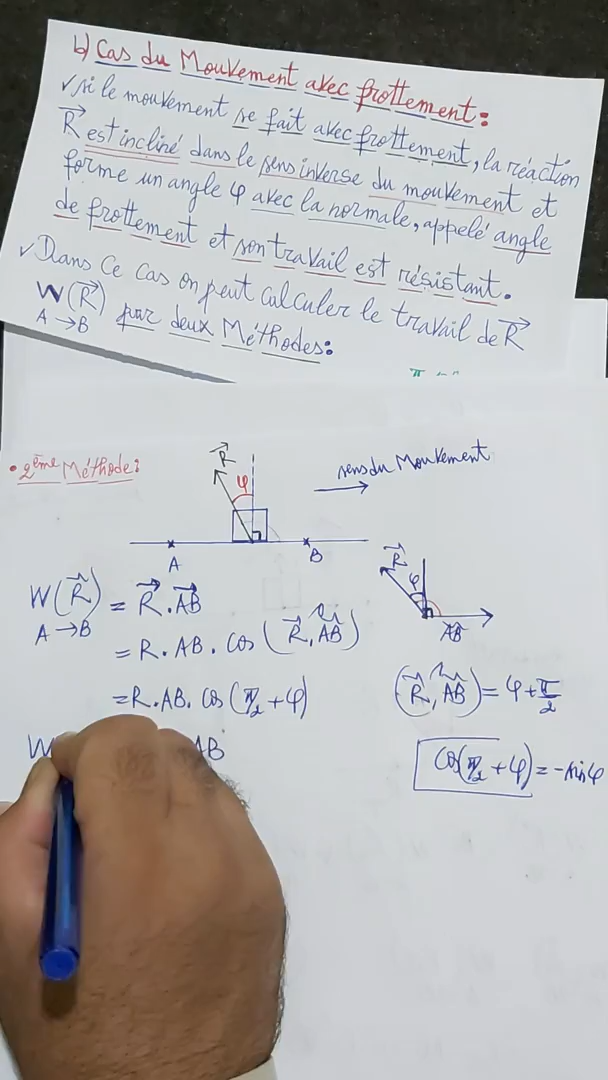 b) Cas du Mouvement avec frottement:
✓ si le mouvement se fait avec frottement, la réaction
R⃗ est incliné dans le sens inverse du mouvement et
forme un angle φ avec la normale, appelé angle
de frottement et son travail est résistant.
✓ Dans ce cas on peut calculer le travail de R⃗
W(R⃗) par deux Méthodes:
A→B
• 2ème Méthode:
R⃗
φ
sens du Mouvement
A
B
W(R⃗) = R⃗.AB⃗
A→B
= R.AB.cos(R⃗,AB⃗)
= R.AB.cos(π/2 + φ)
W
AB
R⃗
φ
AB⃗
(R⃗,AB⃗) = φ + π/2
cos(π/2 + φ) = -sinφ